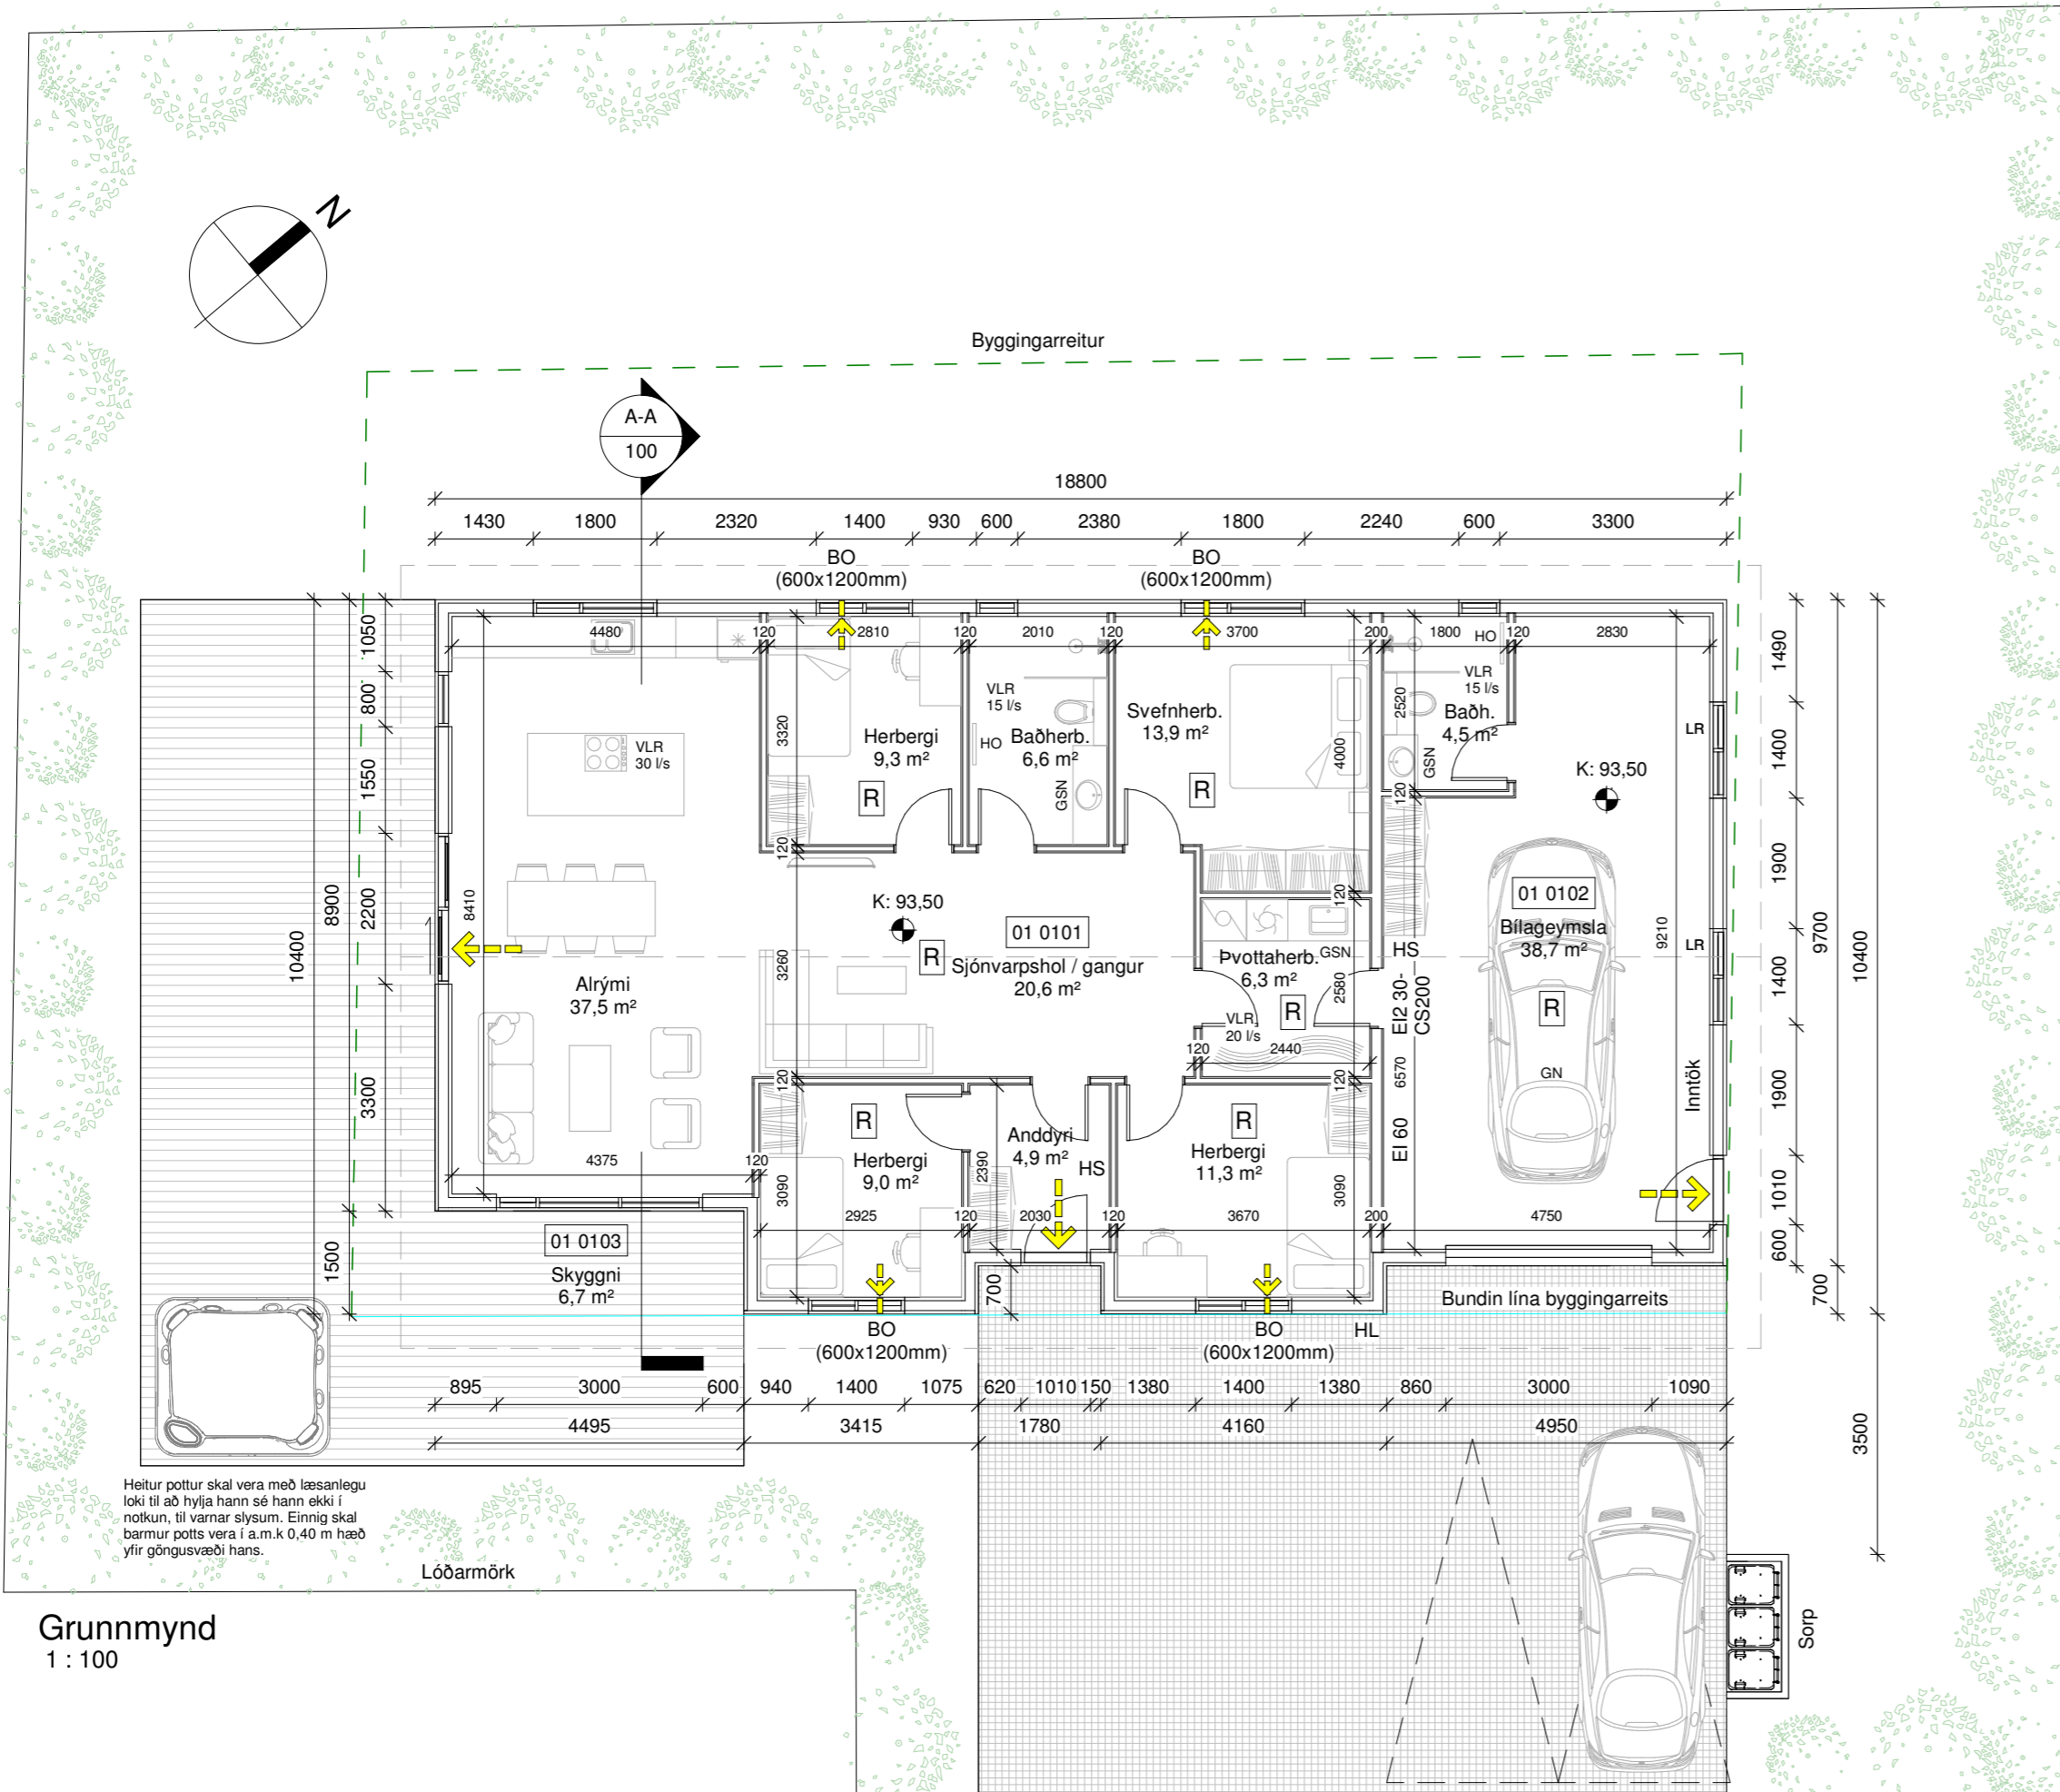 N
Byggingarreitur
A-A
100
18800
1430 1800 2320 1400 930 600 2380 1800 2240 600 3300
BO
(600x1200mm)
BO
(600x1200mm)
4480 120 2810 120 2010 120 3700 200 1800 120 2830
HO
VLR
15 l/s
VLR
15 l/s
HO
VLR
30 l/s
Herbergi
9,3 m²
R
Baðherb.
6,6 m²
GSN
Svefnherb.
13,9 m²
R
Baðh.
4,5 m²
GSN
LR
K: 93,50
3320
4000
2520
120
120
120
1050
800
1550
2200
3300
8900
10400
1500
8410
1490
1400
1900
1400
1900
1010
600
9700
700
10400
3500
K: 93,50
R
01 0101
Sjónvarpshol / gangur
20,6 m²
3260
Alrými
37,5 m²
Þvottaherb.
6,3 m²
GSN
R
VLR
20 l/s
2580
120 2440
HS
EI2 30-
CS200
EI 60
6570
01 0102
Bílageymsla
38,7 m²
R
GN
9210
LR
Inntök
120
120
R
Herbergi
9,0 m²
3090
2925
Anddyri
4,9 m²
HS
2390
R
Herbergi
11,3 m²
3090
4375 120
120 2030 120 3670 200 4750
01 0103
Skyggni
6,7 m²
700
Bundin lína byggingarreits
BO
(600x1200mm)
BO
(600x1200mm)
HL
895 3000 600 940 1400 1075 620 1010 150 1380 1400 1380 860 3000 1090
4495 3415 1780 4160 4950
Heitur pottur skal vera með læsanlegu
loki til að hylja hann sé hann ekki í
notkun, til varnar slysum. Einnig skal
barmur potts vera í a.m.k 0,40 m hæð
yfir göngusvæði hans.
Lóðarmörk
Sorp
Grunnmynd
1 : 100